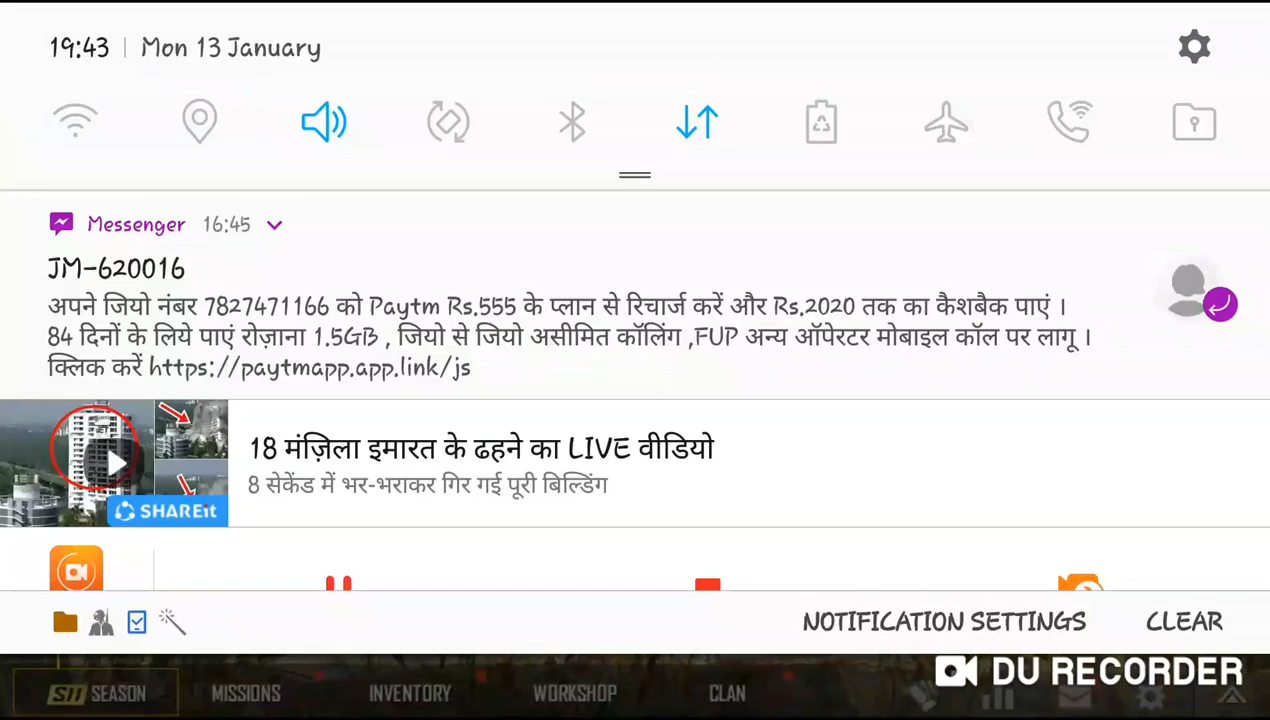 19:43 | Mon 13 January
Messenger 16:45
JM-620016
अपने जियो नंबर 7827471166 को Paytm Rs.555 के प्लान से रिचार्ज करें और Rs.2020 तक का कैशबैक पाएं ।
84 दिनों के लिये पाएं रोज़ाना 1.5GB , जियो से जियो असीमित कॉलिंग ,FUP अन्य ऑपेरटर मोबाइल कॉल पर लागू ।
क्लिक करें https://paytmapp.app.link/js
18 मंज़िला इमारत के ढहने का LIVE वीडियो
8 सेकेंड में भर-भराकर गिर गई पूरी बिल्डिंग
SHAREit
NOTIFICATION SETTINGS CLEAR
DU RECORDER
S11 SEASON MISSIONS INVENTORY WORKSHOP CLAN